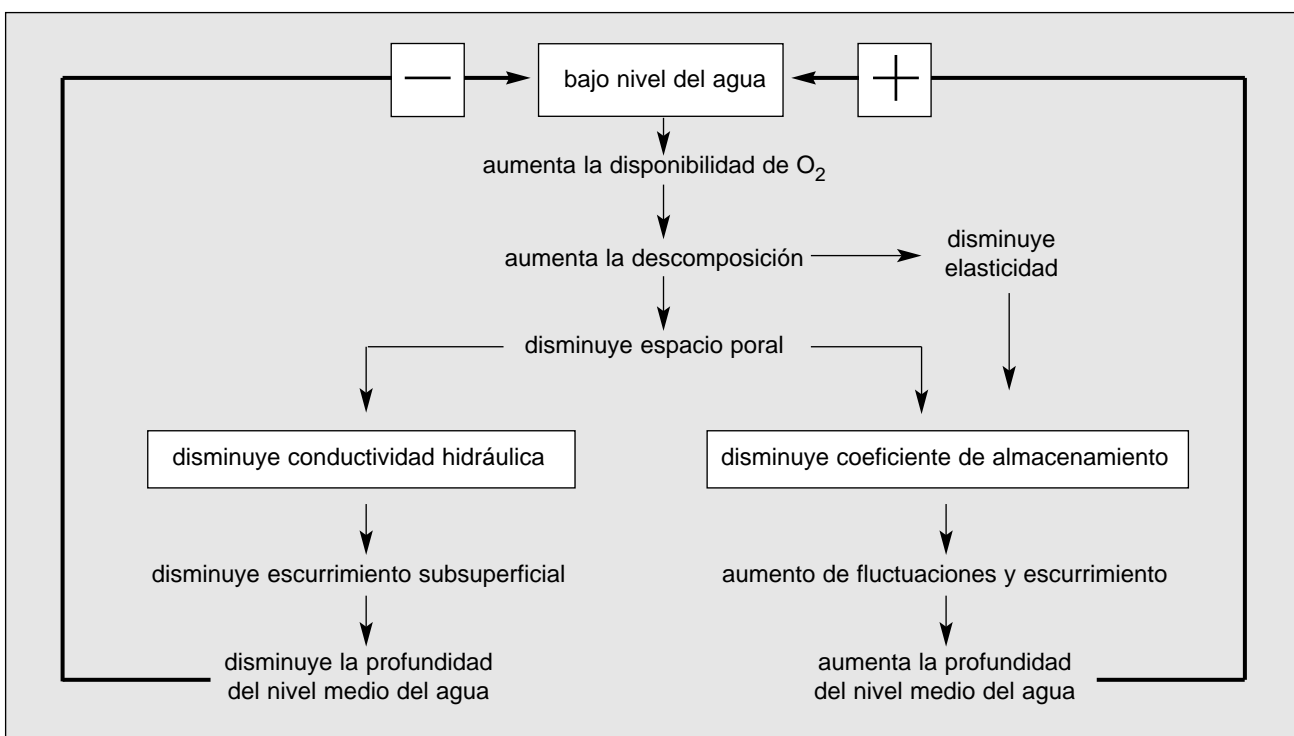 —
bajo nivel del agua
+
aumenta la disponibilidad de O2
aumenta la descomposición
disminuye
elasticidad
disminuye espacio poral
disminuye conductividad hidráulica
disminuye coeficiente de almacenamiento
disminuye escurrimiento subsuperficial
aumento de fluctuaciones y escurrimiento
disminuye la profundidad
del nivel medio del agua
aumenta la profundidad
del nivel medio del agua